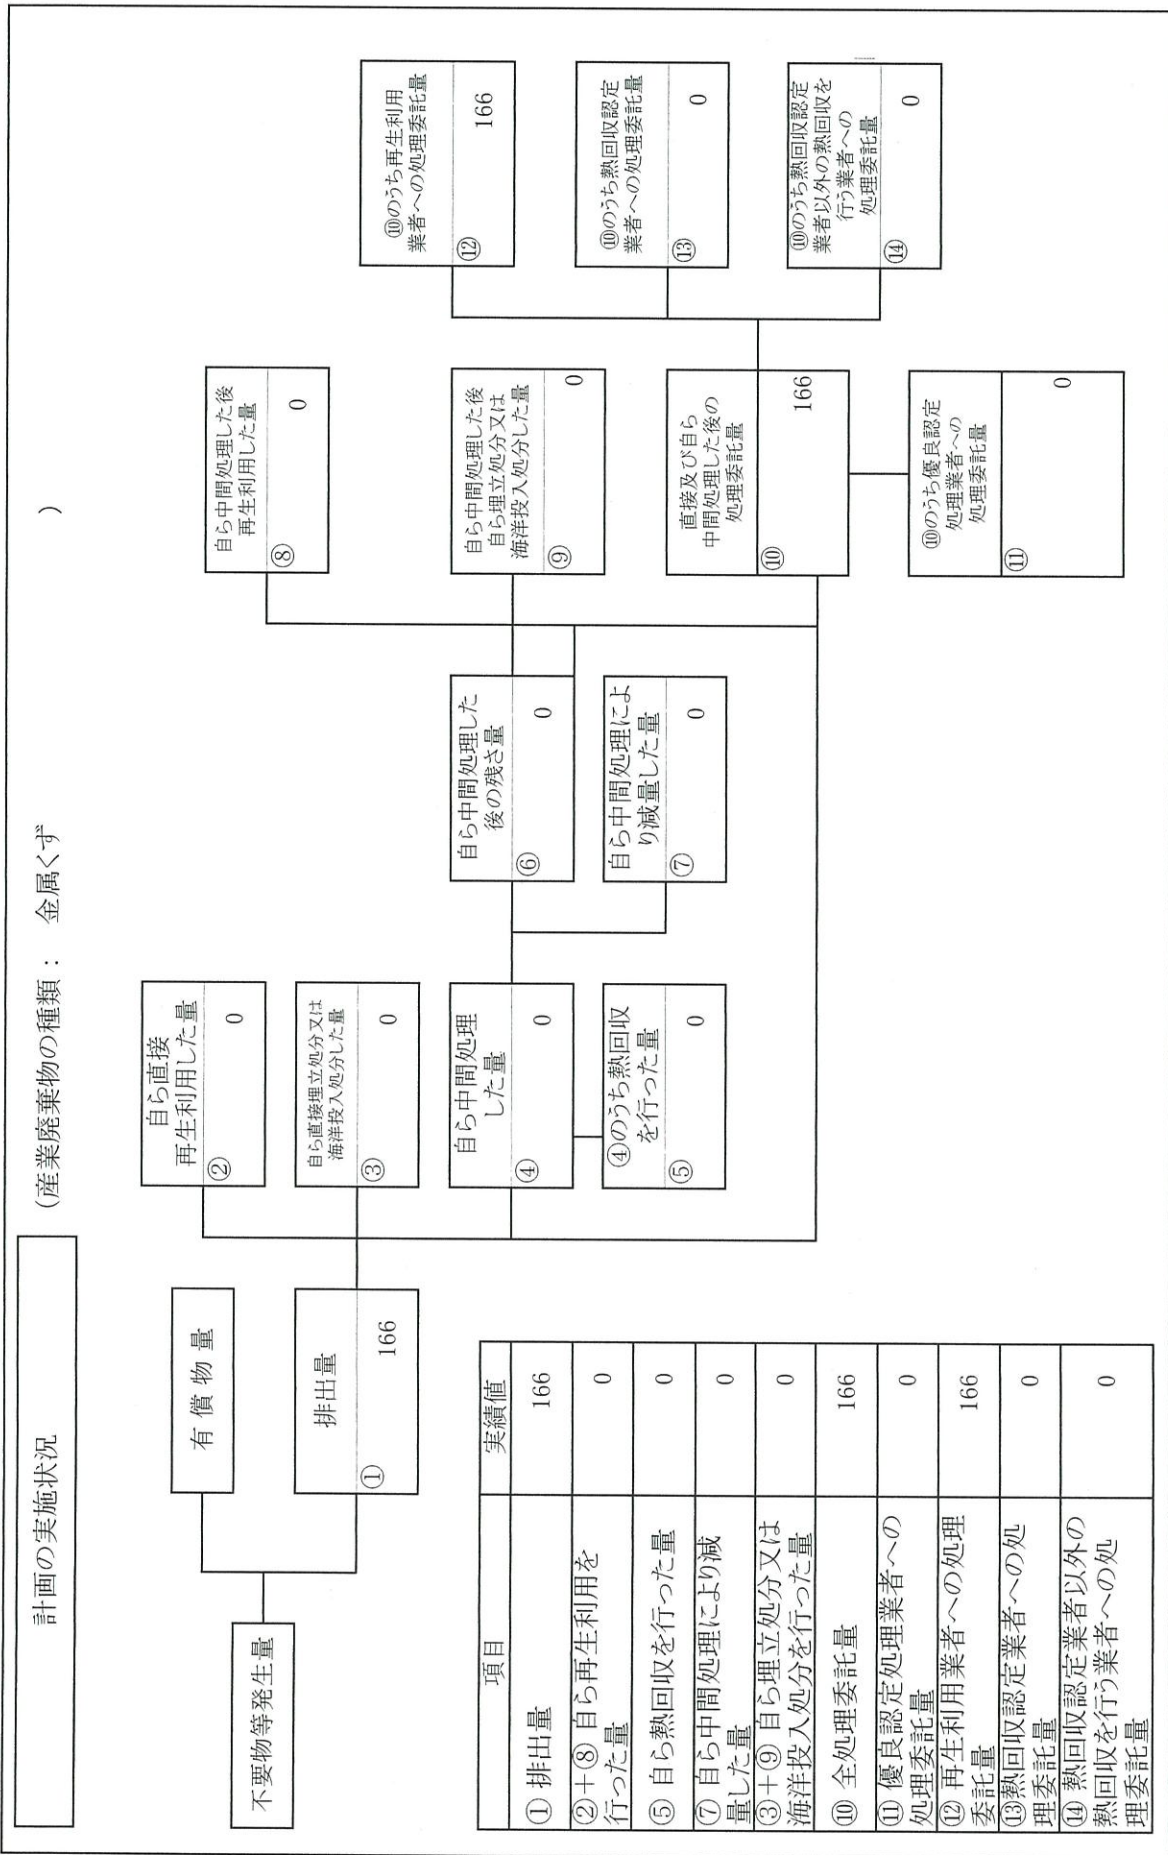 計画の実施状況
(産業廃棄物の種類： 金属くず )
不要物等発生量
有 償 物 量
排出量
① 166
自ら直接
再生利用した量
② 0
自ら直接埋立処分又は
海洋投入処分した量
③ 0
自ら中間処理
した量
④ 0
④のうち熱回収
を行った量
⑤ 0
自ら中間処理した
後の残さ量
⑥ 0
自ら中間処理によ
り減量した量
⑦ 0
自ら中間処理した後
再生利用した量
⑧ 0
自ら中間処理した後
自ら埋立処分又は
海洋投入処分した量
⑨ 0
直接及び自ら
中間処理した後の
処理委託量
⑩ 166
⑩のうち優良認定
処理業者への
処理委託量
⑪ 0
⑩のうち再生利用
業者への処理委託量
⑫ 166
⑩のうち熱回収認定
業者への処理委託量
⑬ 0
⑩のうち熱回収認定
業者以外の熱回収を
行う業者への
処理委託量
⑭ 0
項目 実績値
① 排出量 166
②＋⑧ 自ら再生利用を
行った量 0
⑤ 自ら熱回収を行った量 0
⑦ 自ら中間処理により減
量した量 0
③＋⑨ 自ら埋立処分又は
海洋投入処分を行った量 0
⑩ 全処理委託量 166
⑪ 優良認定処理業者への
処理委託量 0
⑫ 再生利用業者への処理
委託量 166
⑬熱回収認定業者への処
理委託量 0
⑭ 熱回収認定業者以外の
熱回収を行う業者への処
理委託量 0